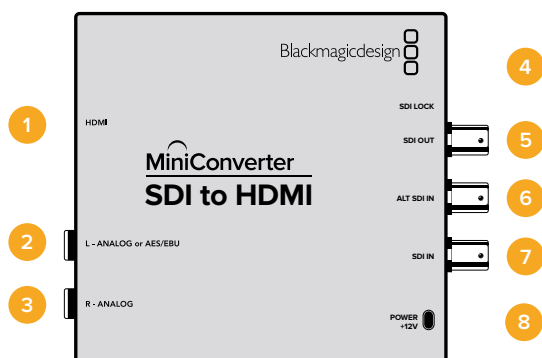 Blackmagicdesign
4
SDI LOCK
1
HDMI
SDI OUT
5
MiniConverter
SDI to HDMI
ALT SDI IN
6
2
L - ANALOG or AES/EBU
SDI IN
7
3
R - ANALOG
POWER
+12V
8